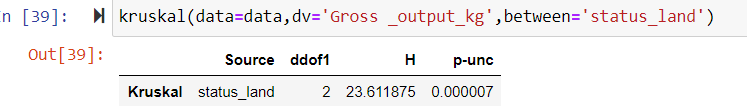 In [39]: kruskal(data=data,dv='Gross _output_kg',between='status_land')
Out[39]:
Source ddof1 H p-unc
Kruskal status_land 2 23.611875 0.000007